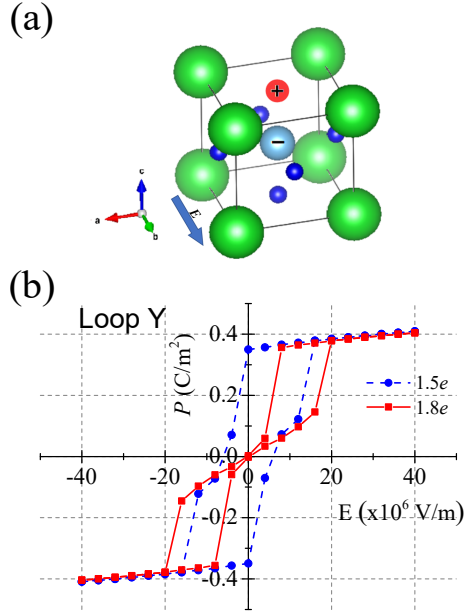 (a)
+
−
c
a
b
E
(b)
Loop Y
P (C/m²)
0.4
0.2
0.0
-0.2
-0.4
-40 -20 0 20 40
E (x10⁶ V/m)
1.5e
1.8e